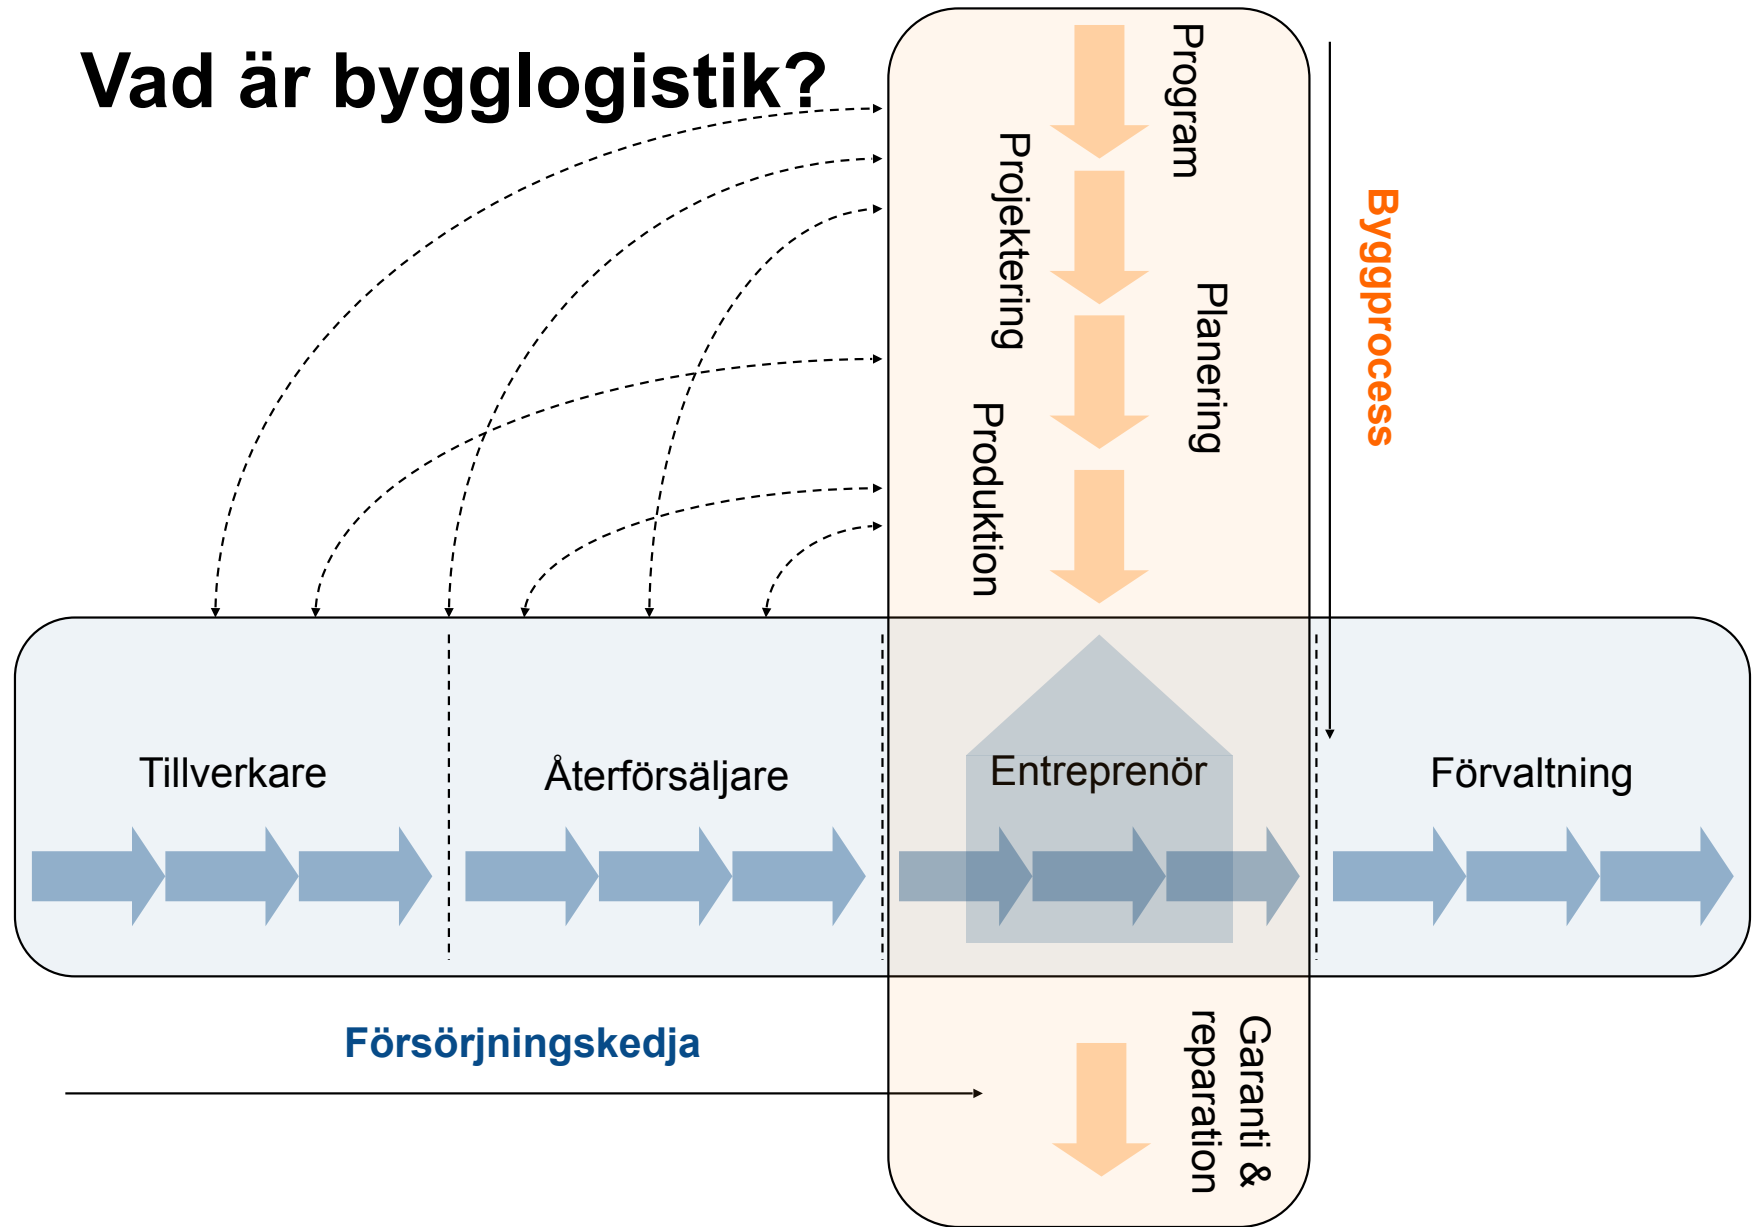 Vad är bygglogistik?
Program
Projektering
Planering
Produktion
Byggprocess
Tillverkare
Återförsäljare
Entreprenör
Förvaltning
Försörjningskedja
Garanti &
reparation